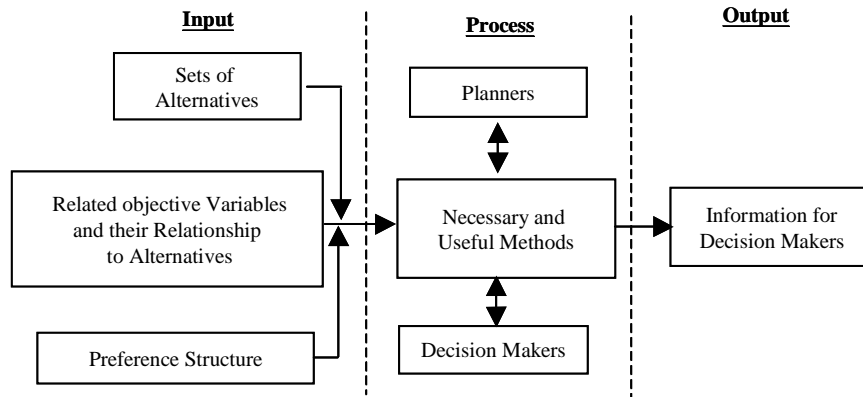 Input
Sets of
Alternatives
Related objective Variables
and their Relationship
to Alternatives
Preference Structure
Process
Planners
Necessary and
Useful Methods
Decision Makers
Output
Information for
Decision Makers